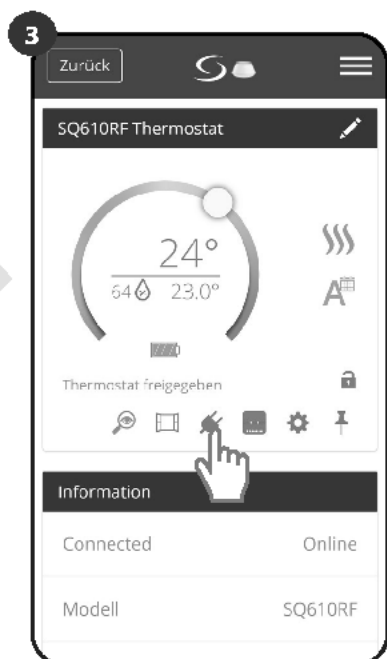 3
Zurück
SQ610RF Thermostat
24°
64 23.0°
A
Thermostat freigegeben
Information
Connected Online
Modell SQ610RF